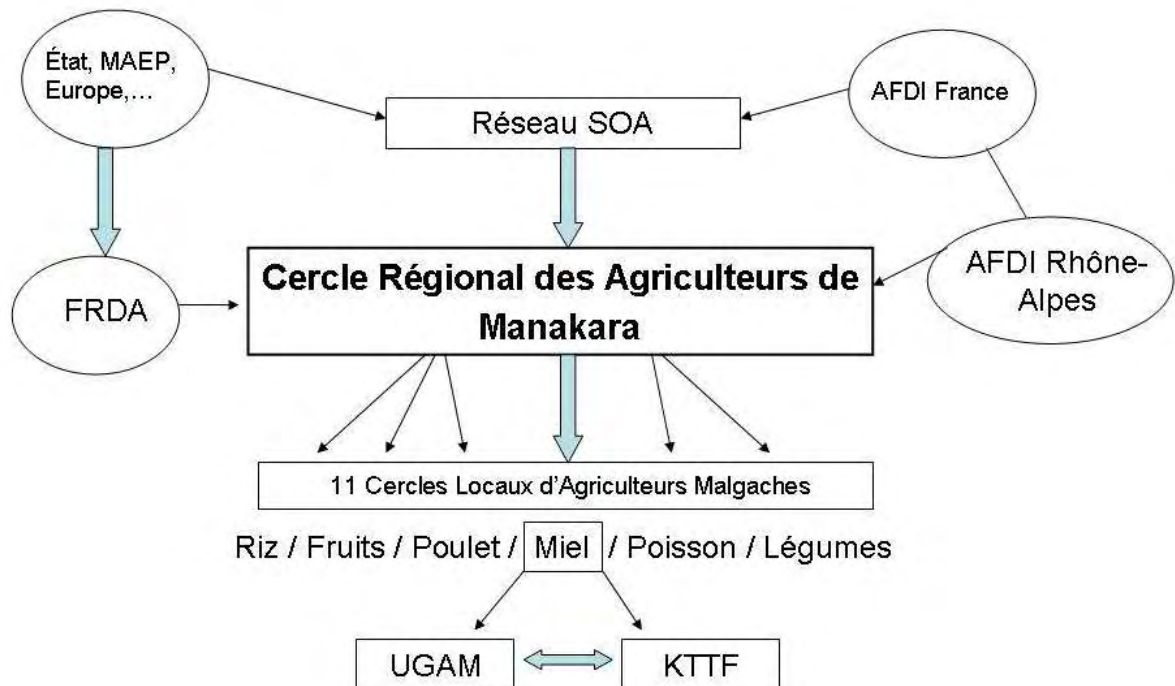 État, MAEP,
Europe,...
Réseau SOA
AFDI France
FRDA
Cercle Régional des Agriculteurs de
Manakara
AFDI Rhône-
Alpes
11 Cercles Locaux d'Agriculteurs Malgaches
Riz / Fruits / Poulet / Miel / Poisson / Légumes
UGAM
KTTF